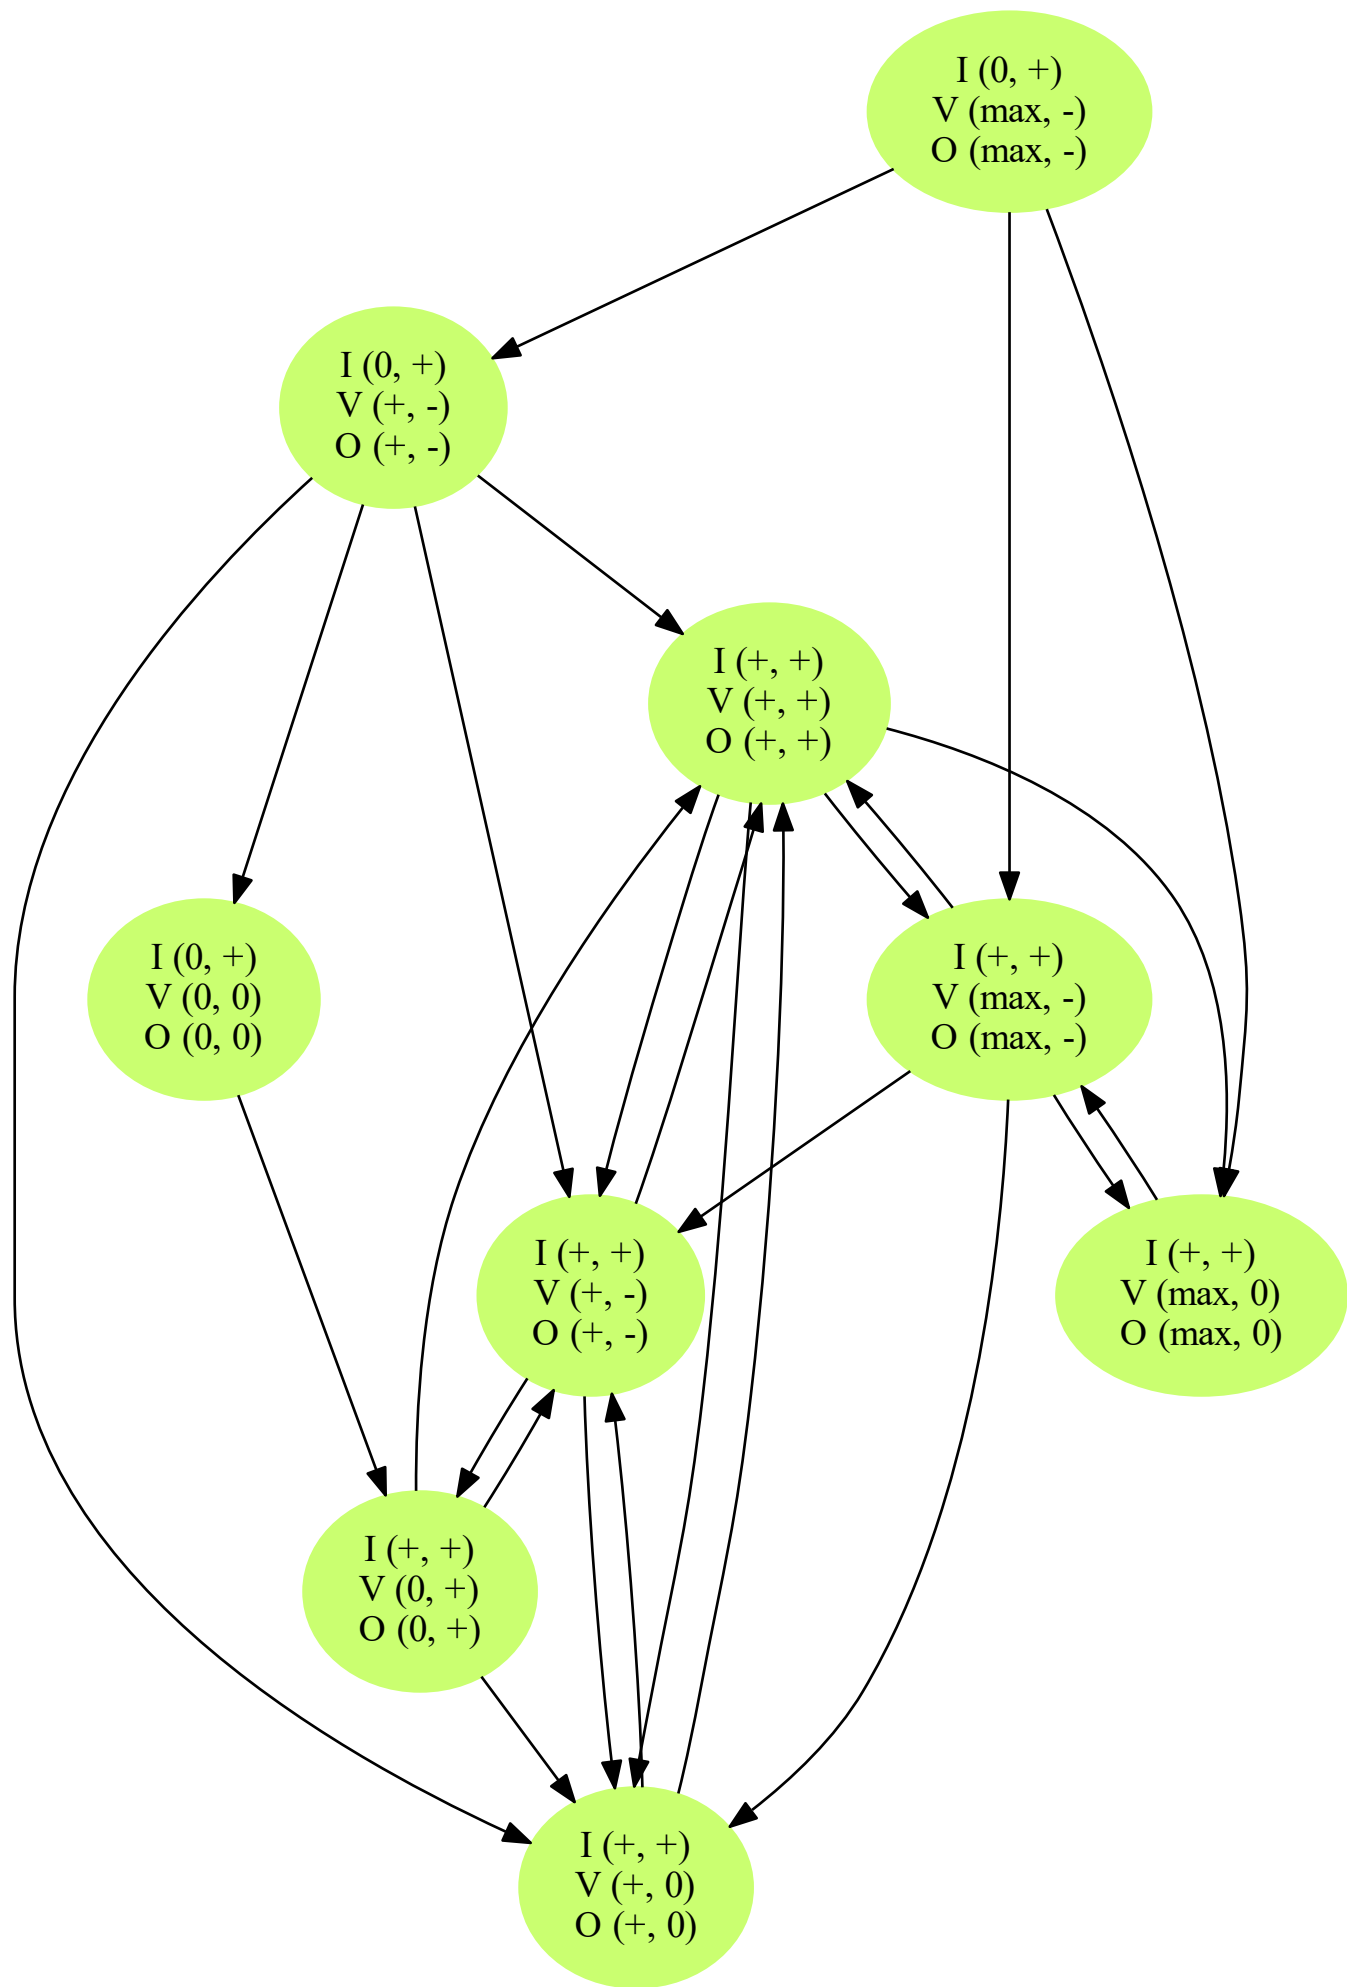 I (0, +)
V (max, -)
O (max, -)
I (0, +)
V (+, -)
O (+, -)
I (+, +)
V (+, +)
O (+, +)
I (0, +)
V (0, 0)
O (0, 0)
I (+, +)
V (max, -)
O (max, -)
I (+, +)
V (+, -)
O (+, -)
I (+, +)
V (max, 0)
O (max, 0)
I (+, +)
V (0, +)
O (0, +)
I (+, +)
V (+, 0)
O (+, 0)